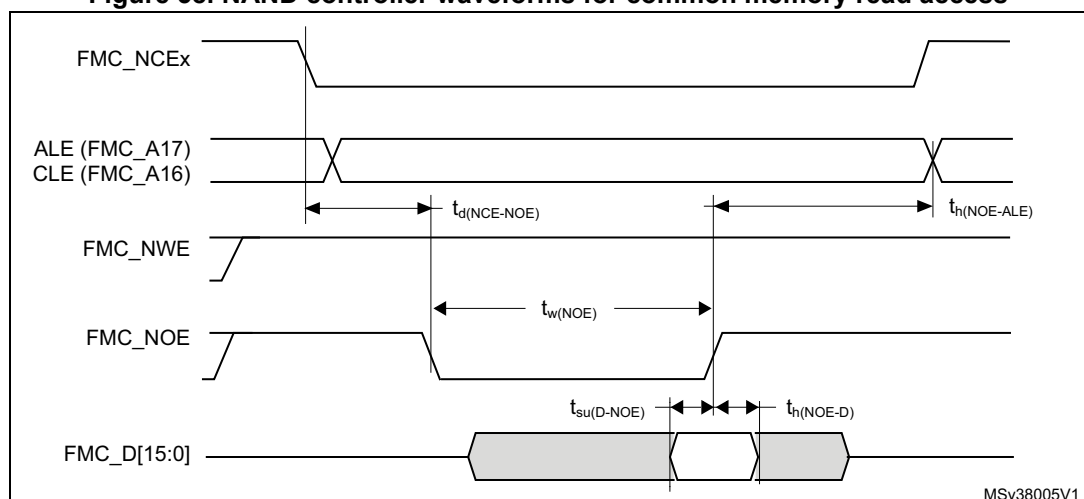 Figure 60. NAND controller waveforms for common memory read access
FMC_NCEx
ALE (FMC_A17)
CLE (FMC_A16)
td(NCE-NOE)
th(NOE-ALE)
FMC_NWE
tw(NOE)
FMC_NOE
tsu(D-NOE)
th(NOE-D)
FMC_D[15:0]
MSv38005V1